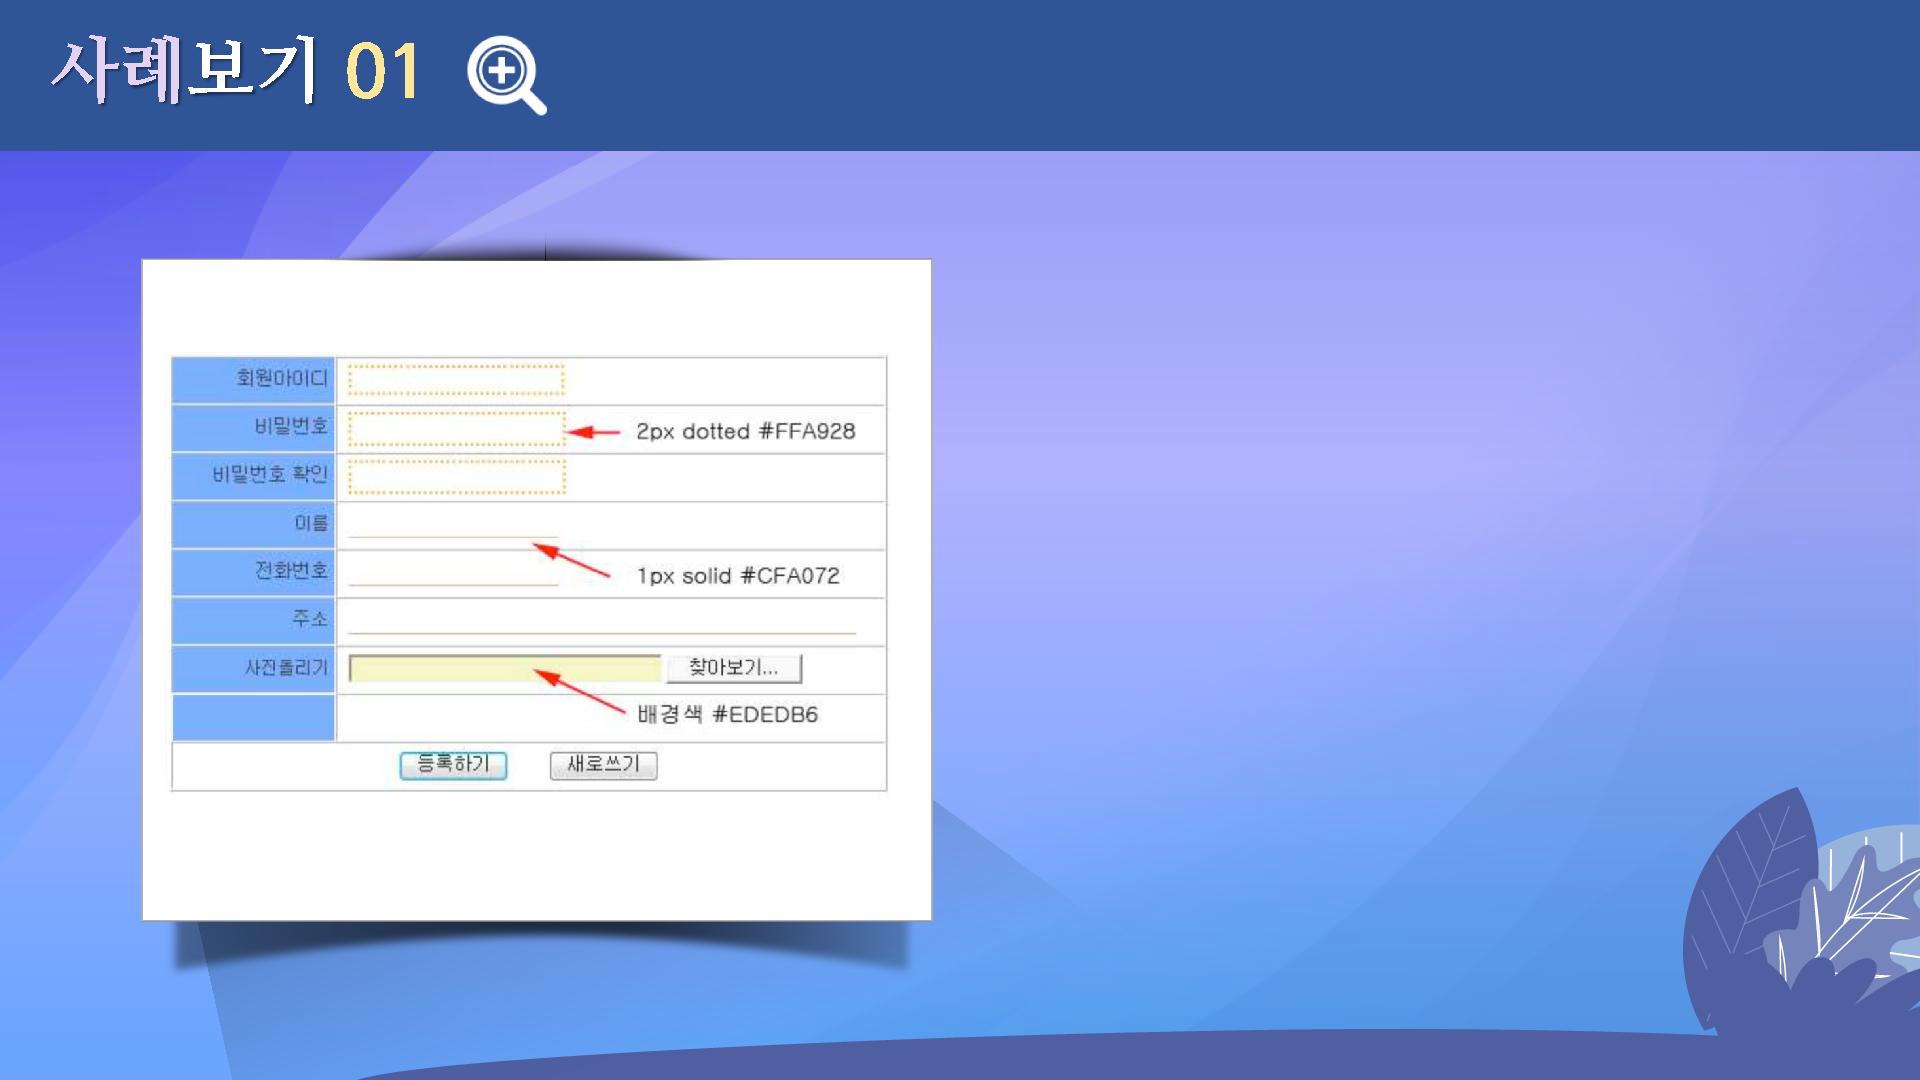 사례보기 01
회원아이디
비밀번호
2px dotted #FFA928
비밀번호 확인
이름
전화번호
1px solid #CFA072
주소
사진올리기
찾아보기...
배경색 #EDEDB6
등록하기
새로쓰기